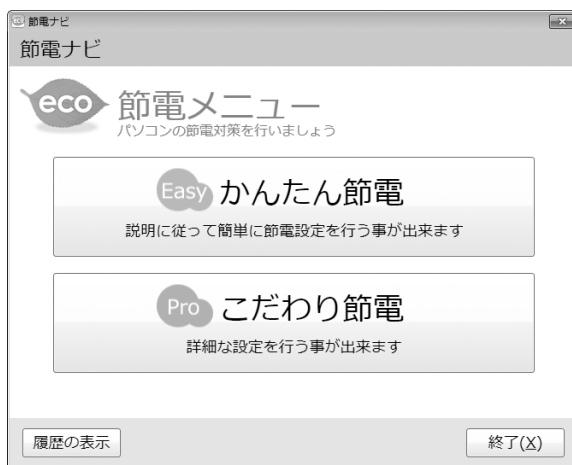 節電ナビ
節電ナビ
eco
節電メニュー
パソコンの節電対策を行いましょう
Easy かんたん節電
説明に従って簡単に節電設定を行う事が出来ます
Pro こだわり節電
詳細な設定を行う事が出来ます
履歴の表示
終了(X)